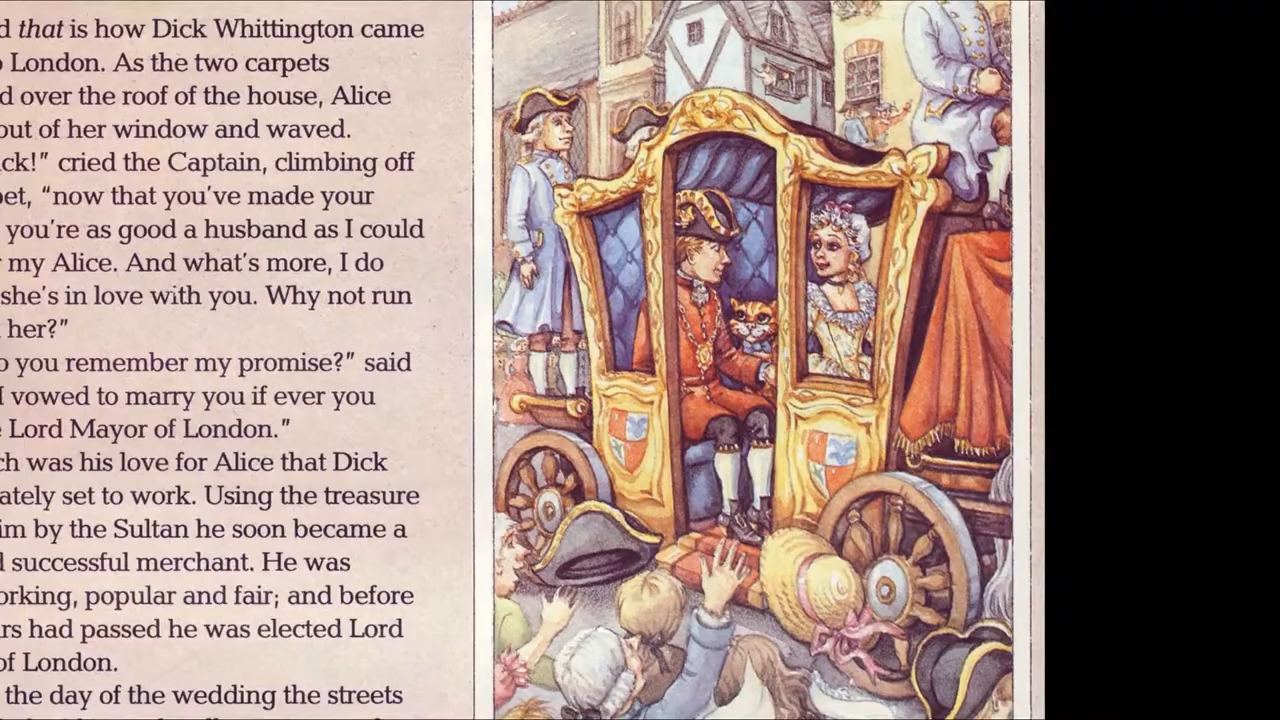 d that is how Dick Whittington came
o London. As the two carpets
d over the roof of the house, Alice
out of her window and waved.
ck!” cried the Captain, climbing off
pet, “now that you’ve made your
you’re as good a husband as I could
r my Alice. And what’s more, I do
she’s in love with you. Why not run
her?”
o you remember my promise?” said
I vowed to marry you if ever you
e Lord Mayor of London.”
ch was his love for Alice that Dick
ately set to work. Using the treasure
im by the Sultan he soon became a
d successful merchant. He was
orking, popular and fair; and before
rs had passed he was elected Lord
of London.
the day of the wedding the streets